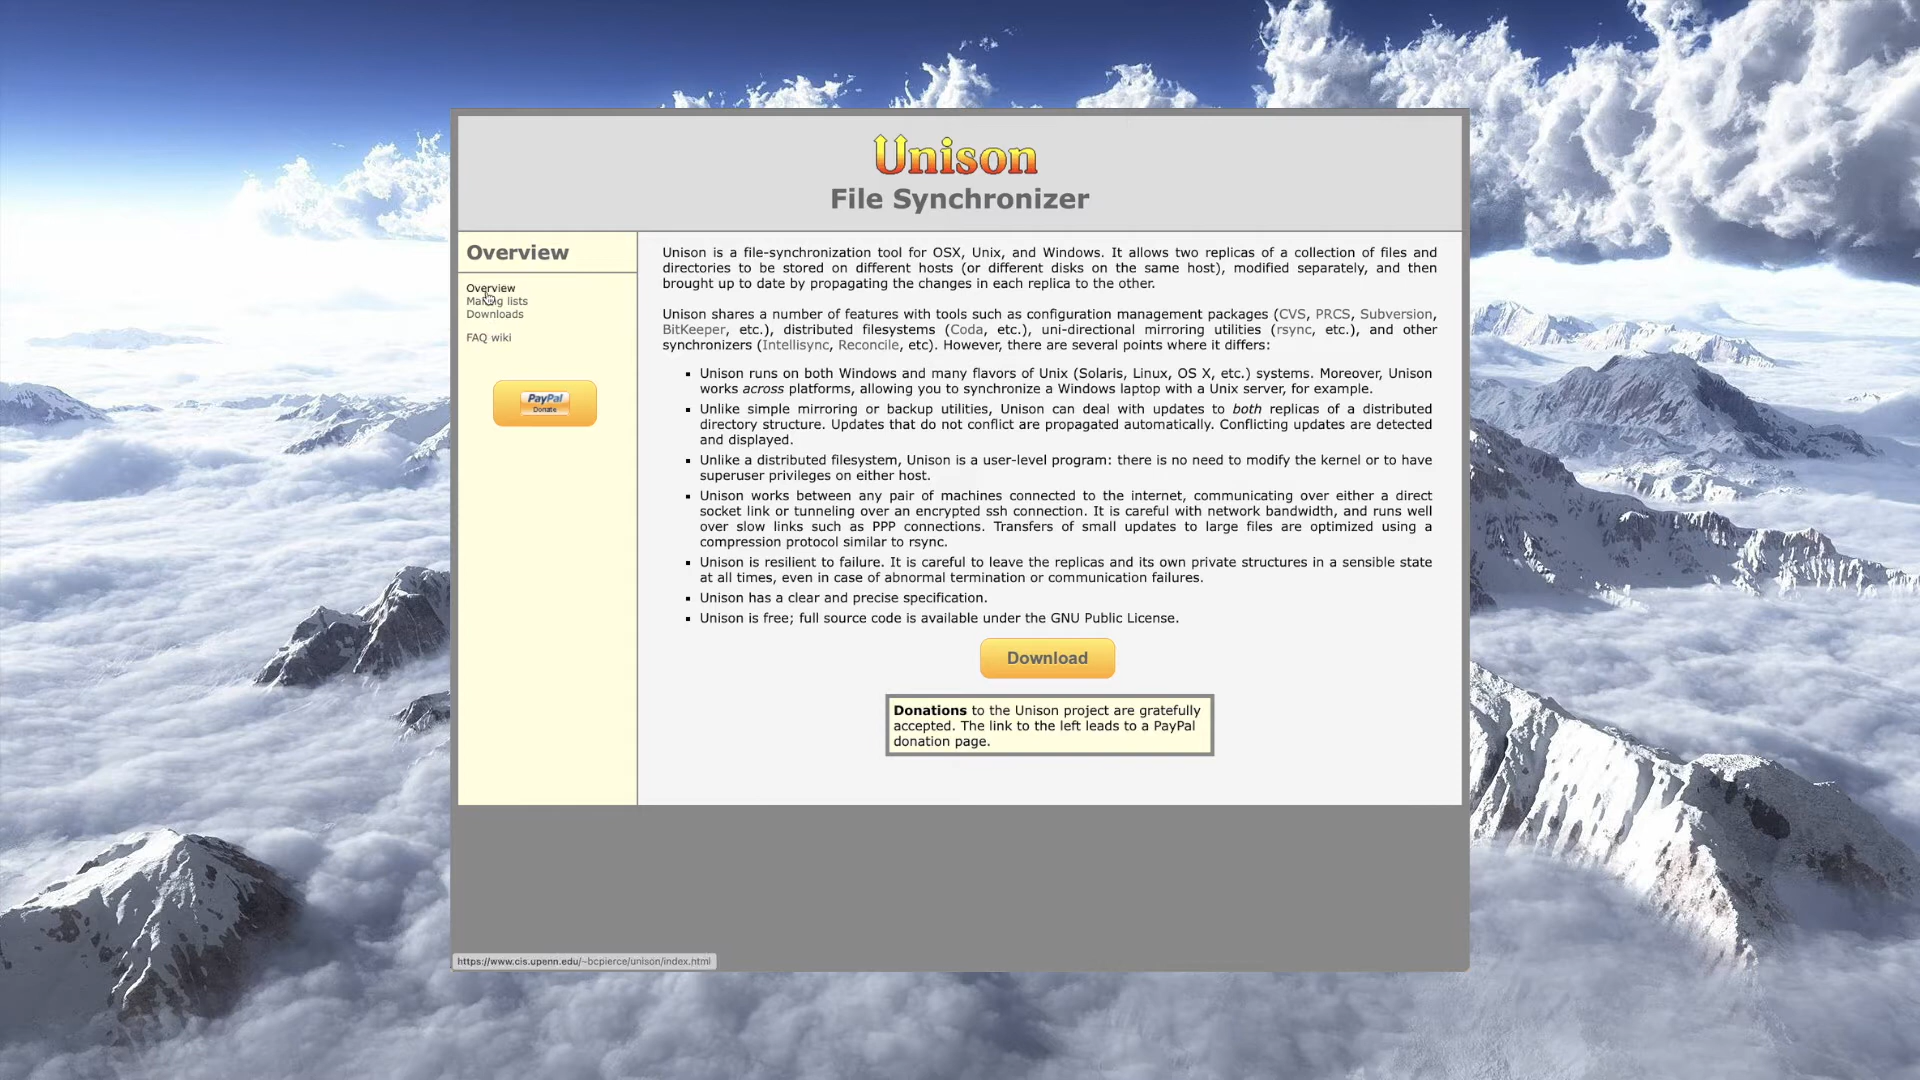 Unison
File Synchronizer
Overview
Overview
Mailing lists
Downloads
FAQ wiki
PayPal
Donate
Unison is a file-synchronization tool for OSX, Unix, and Windows. It allows two replicas of a collection of files and
directories to be stored on different hosts (or different disks on the same host), modified separately, and then
brought up to date by propagating the changes in each replica to the other.
Unison shares a number of features with tools such as configuration management packages (CVS, PRCS, Subversion,
BitKeeper, etc.), distributed filesystems (Coda, etc.), uni-directional mirroring utilities (rsync, etc.), and other
synchronizers (Intellisync, Reconcile, etc). However, there are several points where it differs:
▪ Unison runs on both Windows and many flavors of Unix (Solaris, Linux, OS X, etc.) systems. Moreover, Unison
works across platforms, allowing you to synchronize a Windows laptop with a Unix server, for example.
▪ Unlike simple mirroring or backup utilities, Unison can deal with updates to both replicas of a distributed
directory structure. Updates that do not conflict are propagated automatically. Conflicting updates are detected
and displayed.
▪ Unlike a distributed filesystem, Unison is a user-level program: there is no need to modify the kernel or to have
superuser privileges on either host.
▪ Unison works between any pair of machines connected to the internet, communicating over either a direct
socket link or tunneling over an encrypted ssh connection. It is careful with network bandwidth, and runs well
over slow links such as PPP connections. Transfers of small updates to large files are optimized using a
compression protocol similar to rsync.
▪ Unison is resilient to failure. It is careful to leave the replicas and its own private structures in a sensible state
at all times, even in case of abnormal termination or communication failures.
▪ Unison has a clear and precise specification.
▪ Unison is free; full source code is available under the GNU Public License.
Download
Donations to the Unison project are gratefully
accepted. The link to the left leads to a PayPal
donation page.
https://www.cis.upenn.edu/~bcpierce/unison/index.html